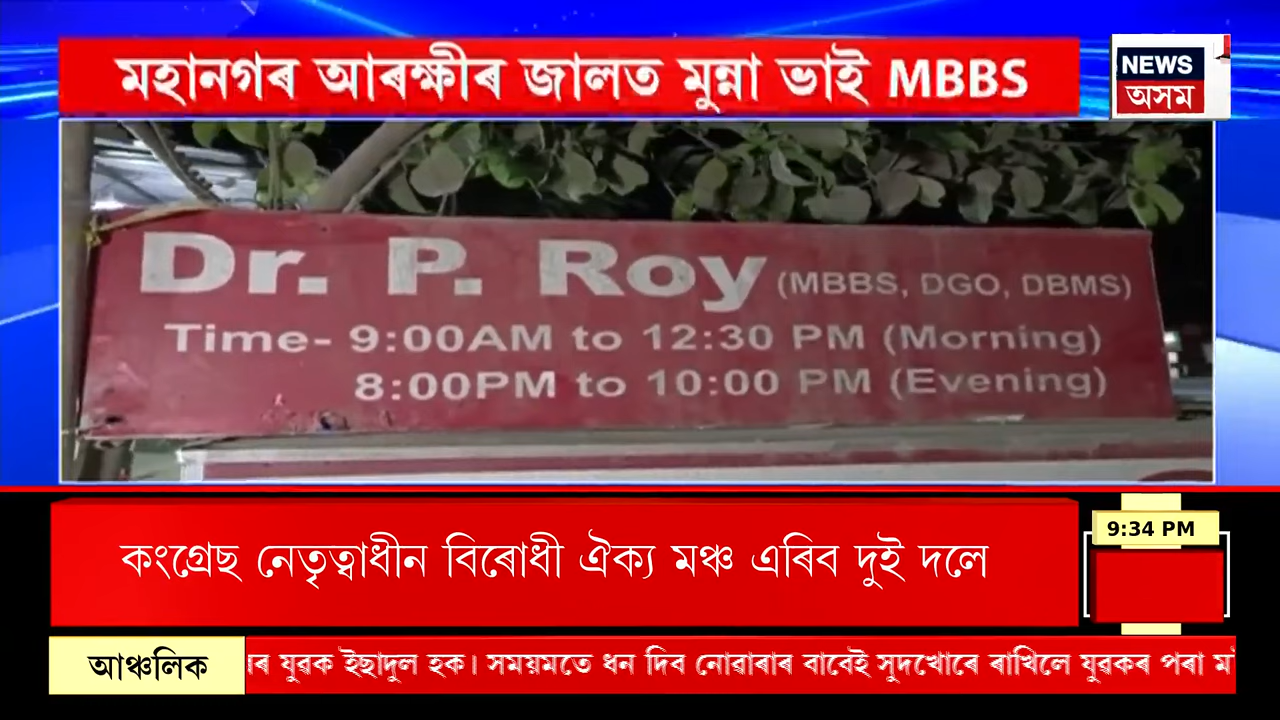 মহানগৰ আৰক্ষীৰ জালত মুন্না ভাই MBBS
NEWS
অসম
Dr. P. Roy (MBBS, DGO, DBMS)
Time- 9:00AM to 12:30 PM (Morning)
8:00PM to 10:00 PM (Evening)
কংগ্ৰেছ নেতৃত্বাধীন বিৰোধী ঐক্য মঞ্চ এৰিব দুই দলে
9:34 PM
আঞ্চলিক
যুৱক ইছাদুল হক। সময়মতে ধন দিব নোৱাৰাৰ বাবেই সুদখোৰে ৰাখিলে যুৱকৰ পৰা